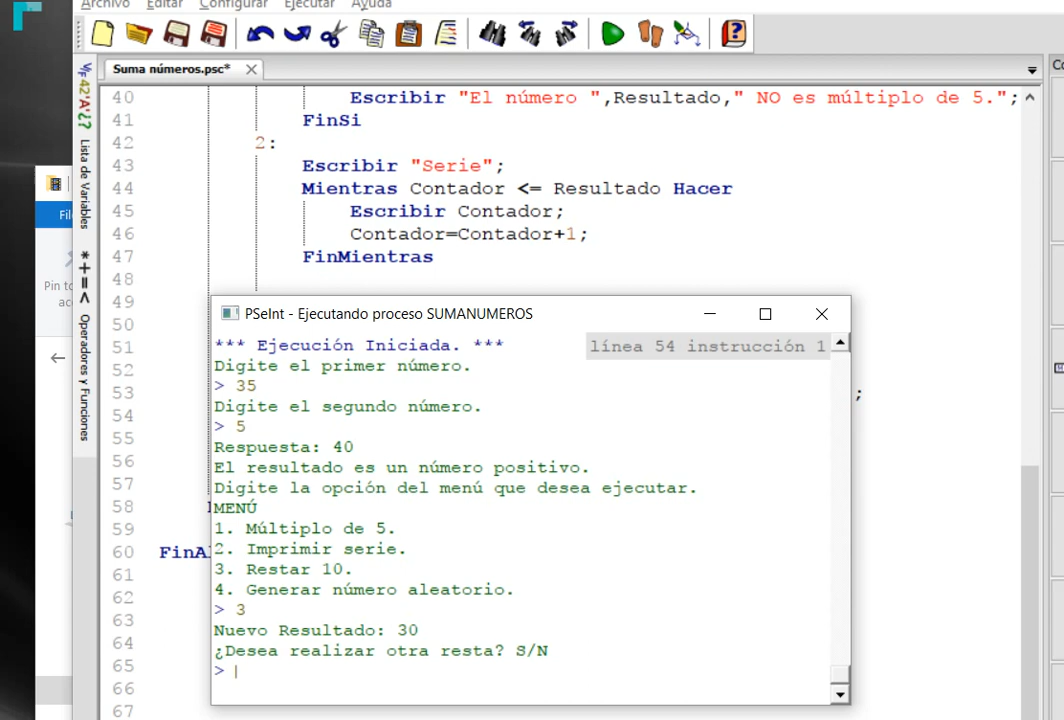 Archivo Editar Configurar Ejecutar Ayuda
Suma números.psc*
Lista de Variables
*+=<
Operadores y Funciones
40 Escribir "El número ",Resultado," NO es múltiplo de 5.";
41 FinSi
42 2:
43 Escribir "Serie";
44 Mientras Contador <= Resultado Hacer
45 Escribir Contador;
46 Contador=Contador+1;
47 FinMientras
48
49
50
51
52
53 ;
54
55
56
57
58
59
60 FinAl
61
62
63
64
65
66
67
Fil
Pin to
ac
Co
PSeInt - Ejecutando proceso SUMANUMEROS
línea 54 instrucción 1
*** Ejecución Iniciada. ***
Digite el primer número.
> 35
Digite el segundo número.
> 5
Respuesta: 40
El resultado es un número positivo.
Digite la opción del menú que desea ejecutar.
MENÚ
1. Múltiplo de 5.
2. Imprimir serie.
3. Restar 10.
4. Generar número aleatorio.
> 3
Nuevo Resultado: 30
¿Desea realizar otra resta? S/N
>